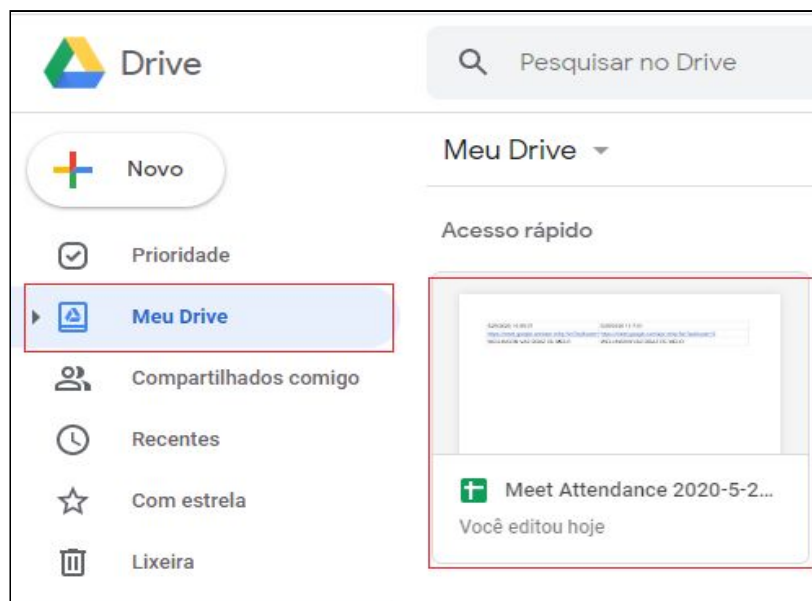 Drive
Pesquisar no Drive
Novo
Prioridade
Meu Drive
Compartilhados comigo
Recentes
Com estrela
Lixeira
Meu Drive
Acesso rápido
Meet Attendance 2020-5-2...
Você editou hoje